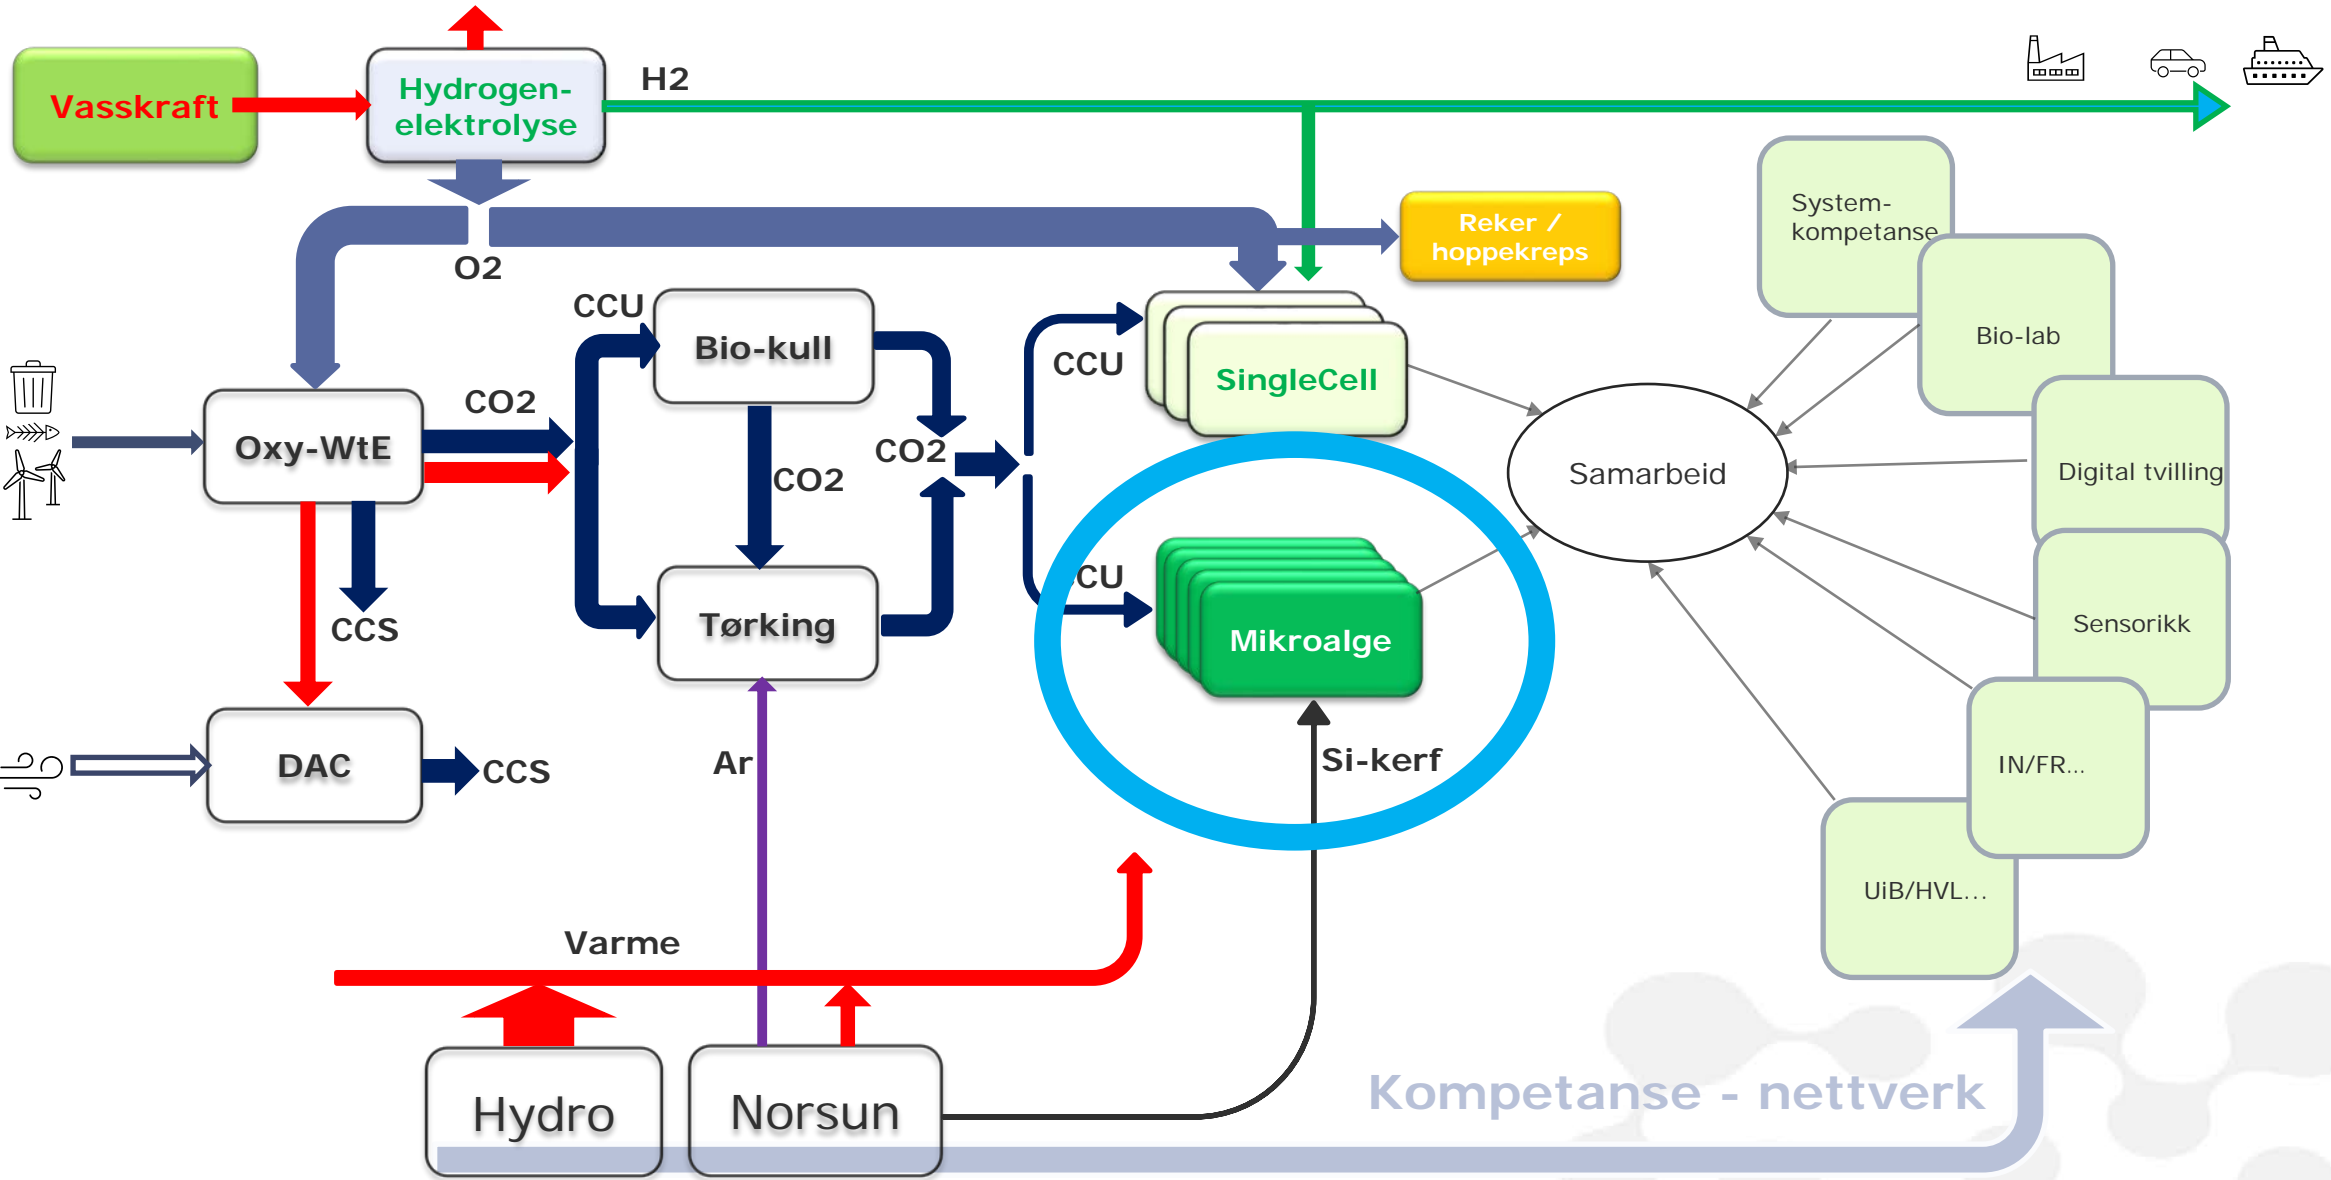 Vasskraft
Hydrogen-
elektrolyse
H2
O2
Reker /
hoppekreps
System-
kompetanse
Bio-lab
Digital tvilling
Sensorikk
IN/FR...
UiB/HVL...
Samarbeid
CCU
Bio-kull
CCU
SingleCell
Oxy-WtE
CO2
CO2
CO2
CCS
Tørking
CCU
Mikroalge
DAC
CCS
Ar
Si-kerf
Varme
Hydro
Norsun
Kompetanse - nettverk